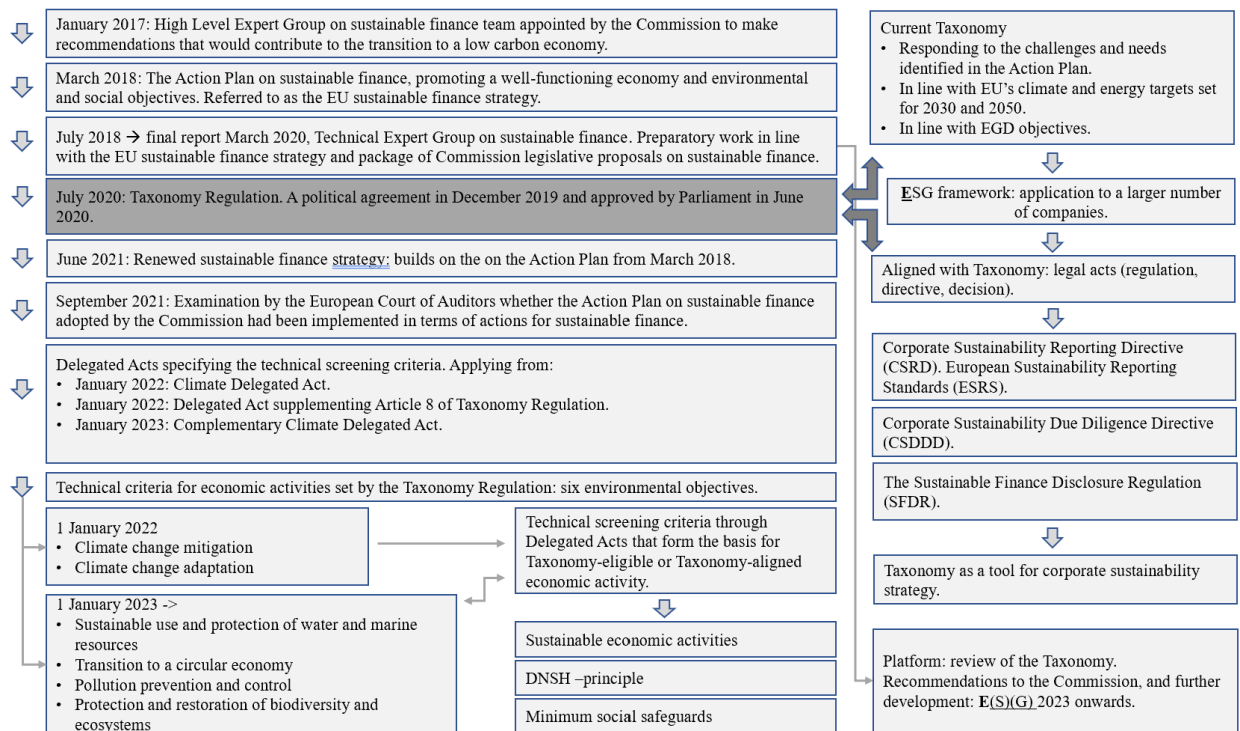 January 2017: High Level Expert Group on sustainable finance team appointed by the Commission to make
recommendations that would contribute to the transition to a low carbon economy.
March 2018: The Action Plan on sustainable finance, promoting a well-functioning economy and environmental
and social objectives. Referred to as the EU sustainable finance strategy.
July 2018 → final report March 2020, Technical Expert Group on sustainable finance. Preparatory work in line
with the EU sustainable finance strategy and package of Commission legislative proposals on sustainable finance.
July 2020: Taxonomy Regulation. A political agreement in December 2019 and approved by Parliament in June
2020.
June 2021: Renewed sustainable finance strategy: builds on the on the Action Plan from March 2018.
September 2021: Examination by the European Court of Auditors whether the Action Plan on sustainable finance
adopted by the Commission had been implemented in terms of actions for sustainable finance.
Delegated Acts specifying the technical screening criteria. Applying from:
• January 2022: Climate Delegated Act.
• January 2022: Delegated Act supplementing Article 8 of Taxonomy Regulation.
• January 2023: Complementary Climate Delegated Act.
Technical criteria for economic activities set by the Taxonomy Regulation: six environmental objectives.
1 January 2022
• Climate change mitigation
• Climate change adaptation
1 January 2023 ->
• Sustainable use and protection of water and marine
resources
• Transition to a circular economy
• Pollution prevention and control
• Protection and restoration of biodiversity and
ecosystems
Technical screening criteria through
Delegated Acts that form the basis for
Taxonomy-eligible or Taxonomy-aligned
economic activity.
Sustainable economic activities
DNSH –principle
Minimum social safeguards
Current Taxonomy
• Responding to the challenges and needs
identified in the Action Plan.
• In line with EU's climate and energy targets set
for 2030 and 2050.
• In line with EGD objectives.
ESG framework: application to a larger number
of companies.
Aligned with Taxonomy: legal acts (regulation,
directive, decision).
Corporate Sustainability Reporting Directive
(CSRD). European Sustainability Reporting
Standards (ESRS).
Corporate Sustainability Due Diligence Directive
(CSDDD).
The Sustainable Finance Disclosure Regulation
(SFDR).
Taxonomy as a tool for corporate sustainability
strategy.
Platform: review of the Taxonomy.
Recommendations to the Commission, and further
development: E(S)(G) 2023 onwards.